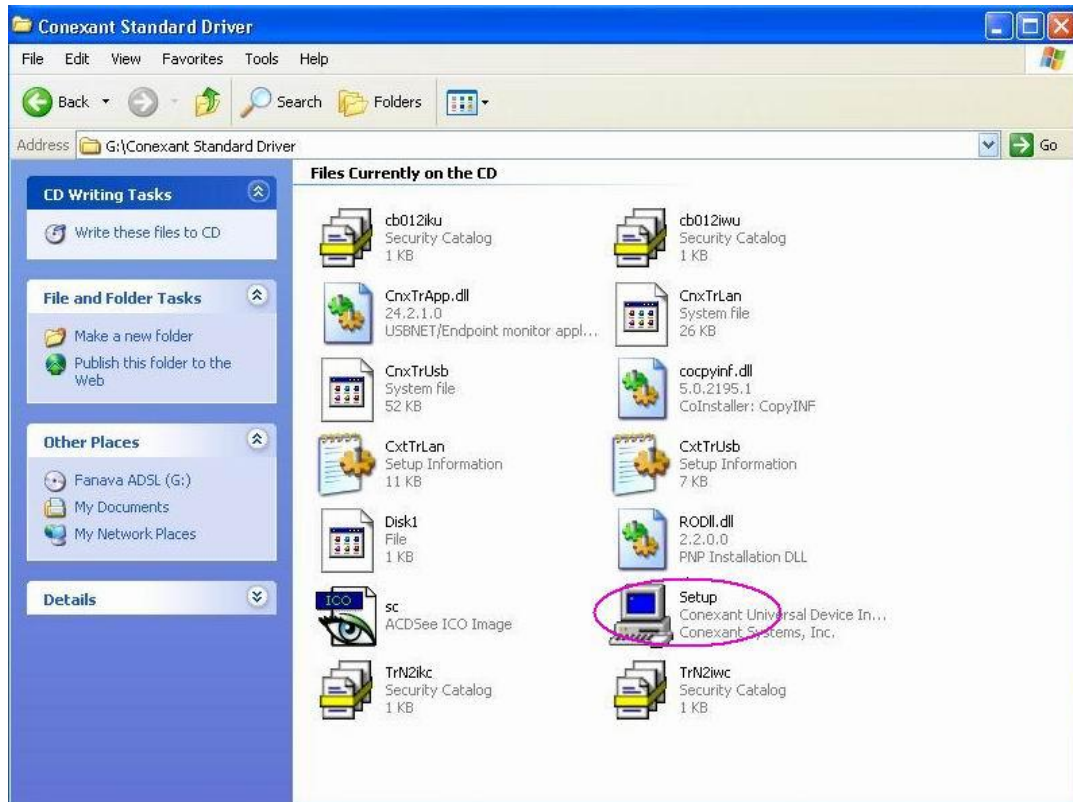 Conexant Standard Driver
File Edit View Favorites Tools Help
Back Search Folders
Address G:\Conexant Standard Driver Go
CD Writing Tasks
Write these files to CD
File and Folder Tasks
Make a new folder
Publish this folder to the
Web
Other Places
Fanava ADSL (G:)
My Documents
My Network Places
Details
Files Currently on the CD
cb012iku
Security Catalog
1 KB
cb012iwu
Security Catalog
1 KB
CnxTrApp.dll
24.2.1.0
USBNET/Endpoint monitor appl...
CnxTrLan
System file
26 KB
CnxTrUsb
System file
52 KB
cocpyinf.dll
5.0.2195.1
CoInstaller: CopyINF
CxtTrLan
Setup Information
11 KB
CxtTrUsb
Setup Information
7 KB
Disk1
File
1 KB
RODll.dll
2.2.0.0
PNP Installation DLL
ICO
sc
ACDSee ICO Image
Setup
Conexant Universal Device In...
Conexant Systems, Inc.
TrN2ikc
Security Catalog
1 KB
TrN2iwc
Security Catalog
1 KB